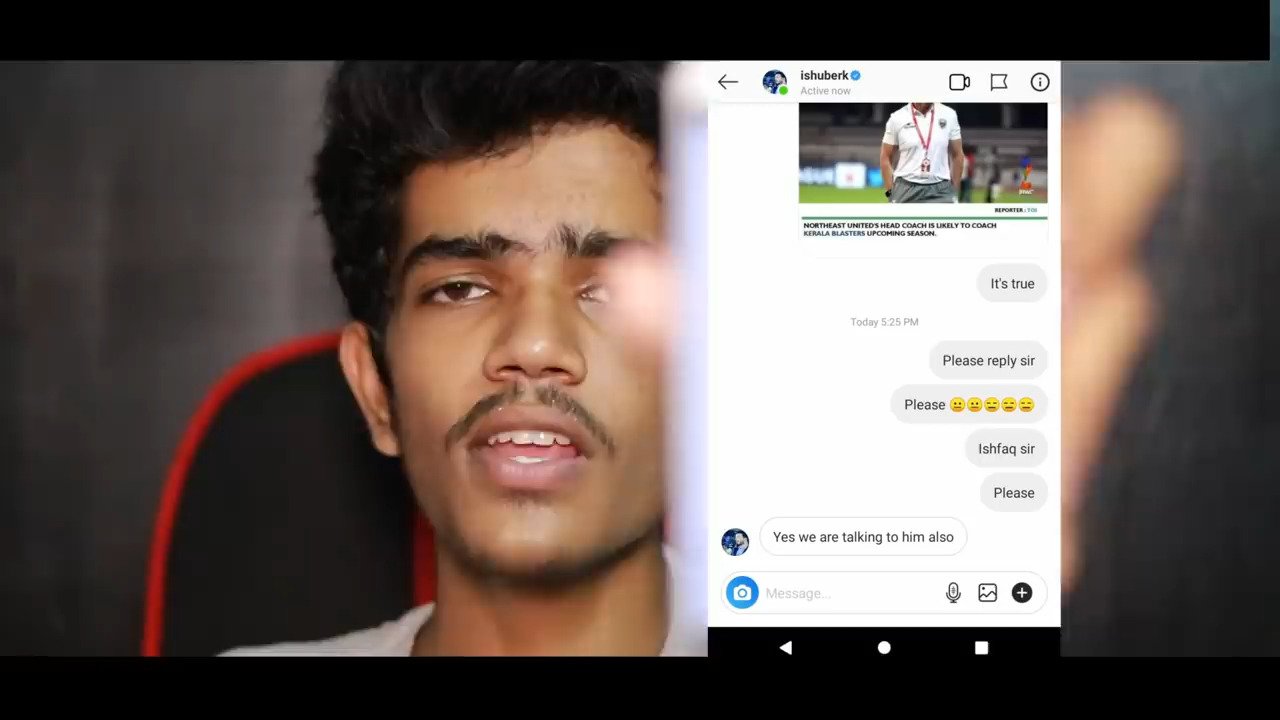 ishuberk
Active now
REPORTER : TOI
NORTHEAST UNITED'S HEAD COACH IS LIKELY TO COACH
KERALA BLASTERS UPCOMING SEASON.
It's true
Today 5:25 PM
Please reply sir
Please 😐😐😑😑😑
Ishfaq sir
Please
Yes we are talking to him also
Message...